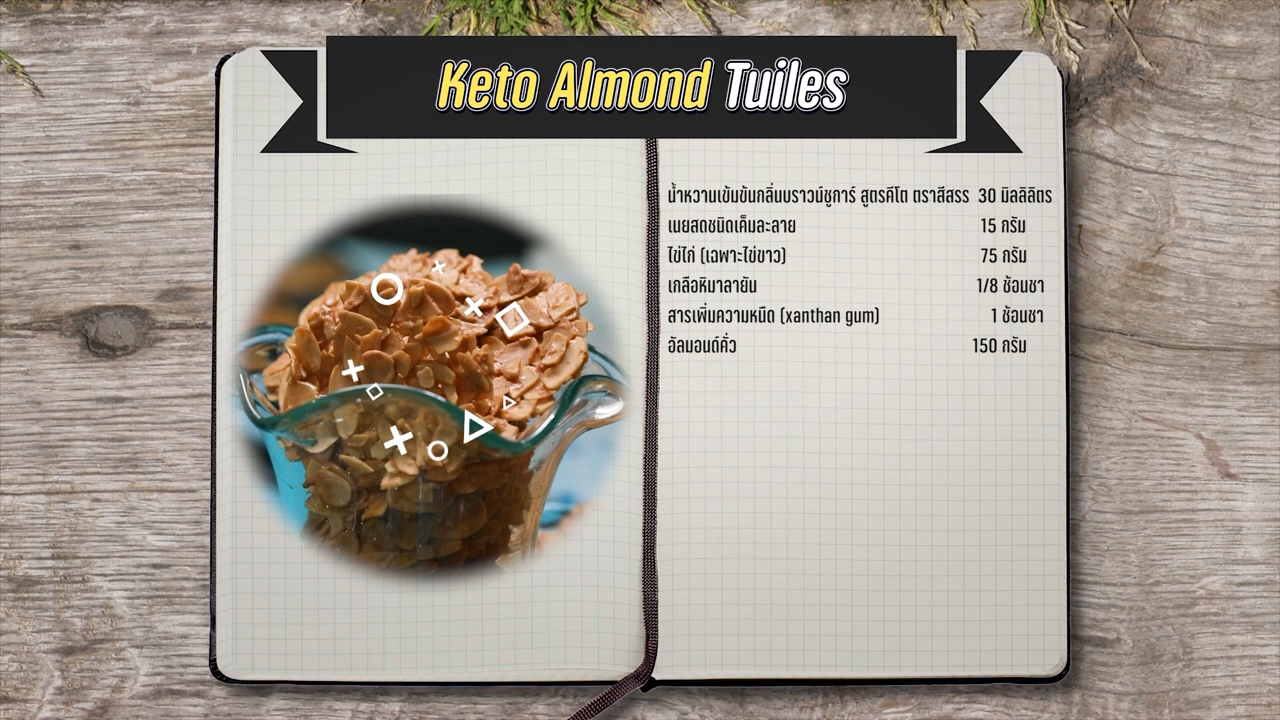 Keto Almond Tuiles
น้ำหวานเข้มข้นกลิ่นบราวน์ชูการ์ สูตรคีโต ตราสีสรร 30 มิลลิลิตร
เนยสดชนิดเค็มละลาย 15 กรัม
ไข่ไก่ (เฉพาะไข่ขาว) 75 กรัม
เกลือหิมาลายัน 1/8 ช้อนชา
สารเพิ่มความหนืด (xanthan gum) 1 ช้อนชา
อัลมอนด์คั่ว 150 กรัม